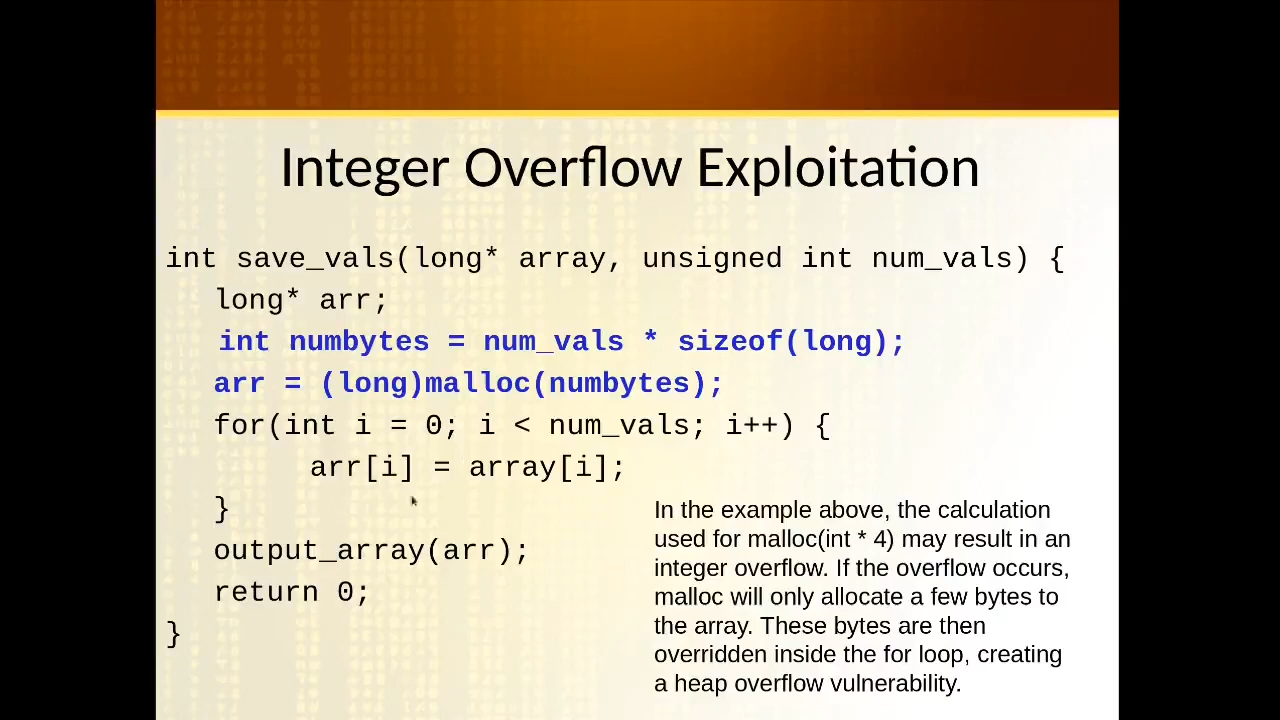 Integer Overflow Exploitation
int save_vals(long* array, unsigned int num_vals) {
long* arr;
int numbytes = num_vals * sizeof(long);
arr = (long)malloc(numbytes);
for(int i = 0; i < num_vals; i++) {
arr[i] = array[i];
}
output_array(arr);
return 0;
}
In the example above, the calculation
used for malloc(int * 4) may result in an
integer overflow. If the overflow occurs,
malloc will only allocate a few bytes to
the array. These bytes are then
overridden inside the for loop, creating
a heap overflow vulnerability.